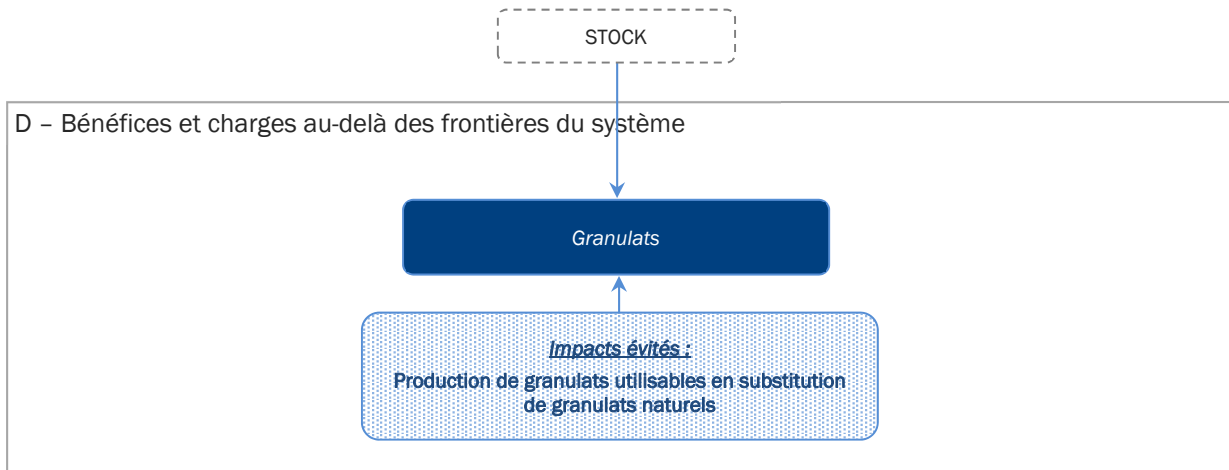 STOCK
D – Bénéfices et charges au-delà des frontières du système
Granulats
Impacts évités :
Production de granulats utilisables en substitution
de granulats naturels